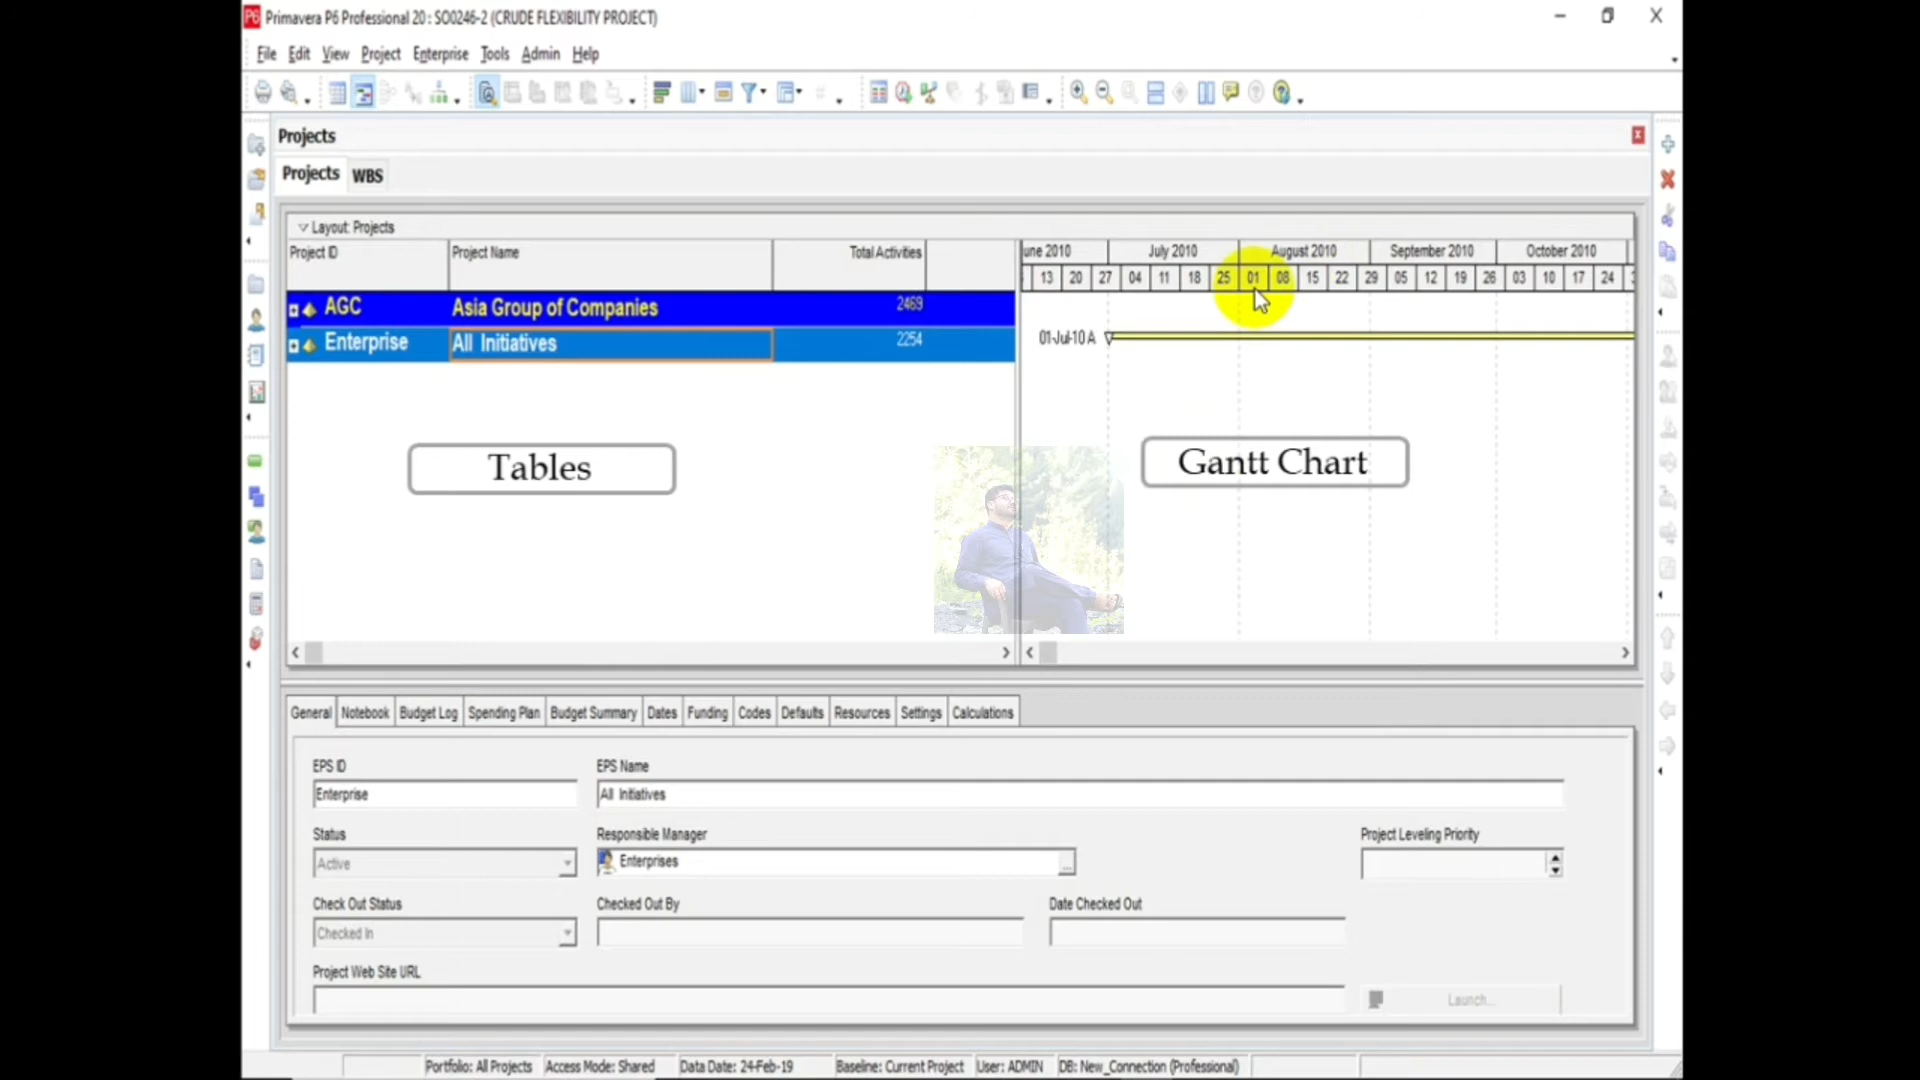 Primavera P6 Professional 20 : SO0246-2 (CRUDE FLEXIBILITY PROJECT)
File Edit View Project Enterprise Tools Admin Help
Projects
Projects WBS
Layout: Projects
Project ID Project Name Total Activities
une 2010 July 2010 August 2010 September 2010 October 2010
13 20 27 04 11 18 25 01 08 15 22 29 05 12 19 26 03 10 17 24
AGC Asia Group of Companies 2469
Enterprise All Initiatives 2254
01-Jul-10 A
Tables
Gantt Chart
General Notebook Budget Log Spending Plan Budget Summary Dates Funding Codes Defaults Resources Settings Calculations
EPS ID EPS Name
Enterprise All Initiatives
Status Responsible Manager Project Leveling Priority
Active Enterprises ...
Check Out Status Checked Out By Date Checked Out
Checked In
Project Web Site URL
Launch...
Portfolio: All Projects Access Mode: Shared Data Date: 24-Feb-19 Baseline: Current Project User: ADMIN DB: New_Connection (Professional)